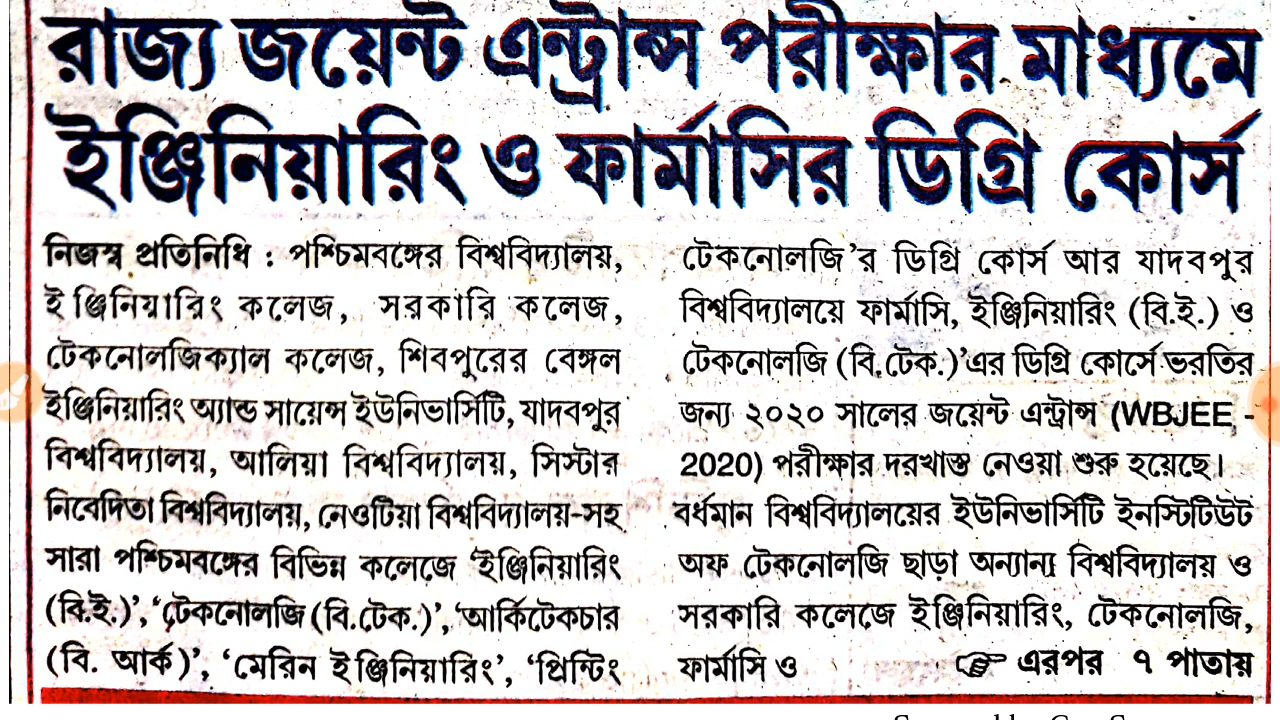 রাজ্য জয়েন্ট এন্ট্রান্স পরীক্ষার মাধ্যমে
ইঞ্জিনিয়ারিং ও ফার্মাসির ডিগ্রি কোর্স
নিজস্ব প্রতিনিধি : পশ্চিমবঙ্গের বিশ্ববিদ্যালয়,
ইঞ্জিনিয়ারিং কলেজ, সরকারি কলেজ,
টেকনোলজিক্যাল কলেজ, শিবপুরের বেঙ্গল
ইঞ্জিনিয়ারিং অ্যান্ড সায়েন্স ইউনিভার্সিটি, যাদবপুর
বিশ্ববিদ্যালয়, আলিয়া বিশ্ববিদ্যালয়, সিস্টার
নিবেদিতা বিশ্ববিদ্যালয়, নেওটিয়া বিশ্ববিদ্যালয়-সহ
সারা পশ্চিমবঙ্গের বিভিন্ন কলেজে 'ইঞ্জিনিয়ারিং
(বি.ই.)', 'টেকনোলজি (বি.টেক.)', 'আর্কিটেকচার
(বি. আর্ক)', 'মেরিন ইঞ্জিনিয়ারিং', 'প্রিন্টিং
টেকনোলজি'র ডিগ্রি কোর্স আর যাদবপুর
বিশ্ববিদ্যালয়ে ফার্মাসি, ইঞ্জিনিয়ারিং (বি.ই.) ও
টেকনোলজি (বি.টেক.)'এর ডিগ্রি কোর্সে ভরতির
জন্য ২০২০ সালের জয়েন্ট এন্ট্রান্স (WBJEE -
2020) পরীক্ষার দরখাস্ত নেওয়া শুরু হয়েছে।
বর্ধমান বিশ্ববিদ্যালয়ের ইউনিভার্সিটি ইনস্টিটিউট
অফ টেকনোলজি ছাড়া অন্যান্য বিশ্ববিদ্যালয় ও
সরকারি কলেজে ইঞ্জিনিয়ারিং, টেকনোলজি,
ফার্মাসি ও ☞ এরপর ৭ পাতায়